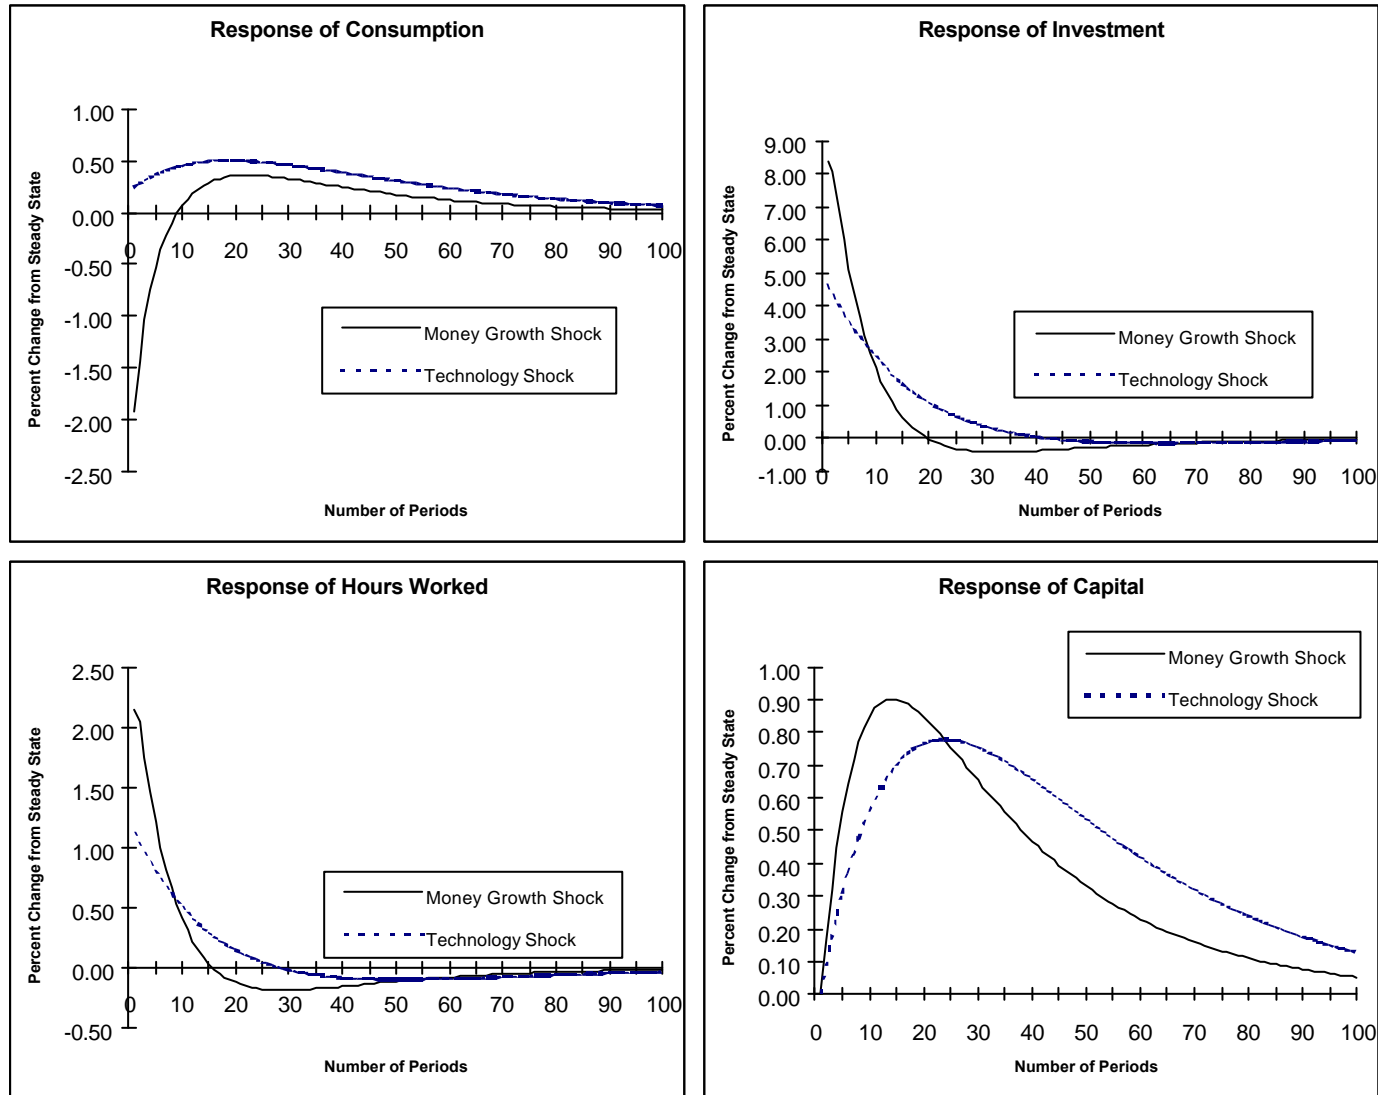 Response of Consumption
Percent Change from Steady State
1.00
0.50
0.00
-0.50
-1.00
-1.50
-2.00
-2.50
0 10 20 30 40 50 60 70 80 90 100
Money Growth Shock
Technology Shock
Number of Periods
Response of Investment
Percent Change from Steady State
9.00
8.00
7.00
6.00
5.00
4.00
3.00
2.00
1.00
0.00
-1.00
0 10 20 30 40 50 60 70 80 90 100
Money Growth Shock
Technology Shock
Number of Periods
Response of Hours Worked
Percent Change from Steady State
2.50
2.00
1.50
1.00
0.50
0.00
-0.50
0 10 20 30 40 50 60 70 80 90 100
Money Growth Shock
Technology Shock
Number of Periods
Response of Capital
Percent Change from Steady State
Money Growth Shock
Technology Shock
1.00
0.90
0.80
0.70
0.60
0.50
0.40
0.30
0.20
0.10
0.00
0 10 20 30 40 50 60 70 80 90 100
Number of Periods